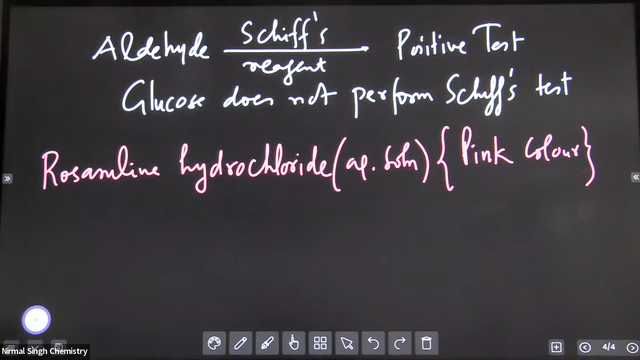 Aldehyde Schiff's reagent Positive Test
Glucose does not perform Schiff's test
Rosaniline hydrochloride (aq. Soln) { Pink Colour }
Nirmal Singh Chemistry
4/4